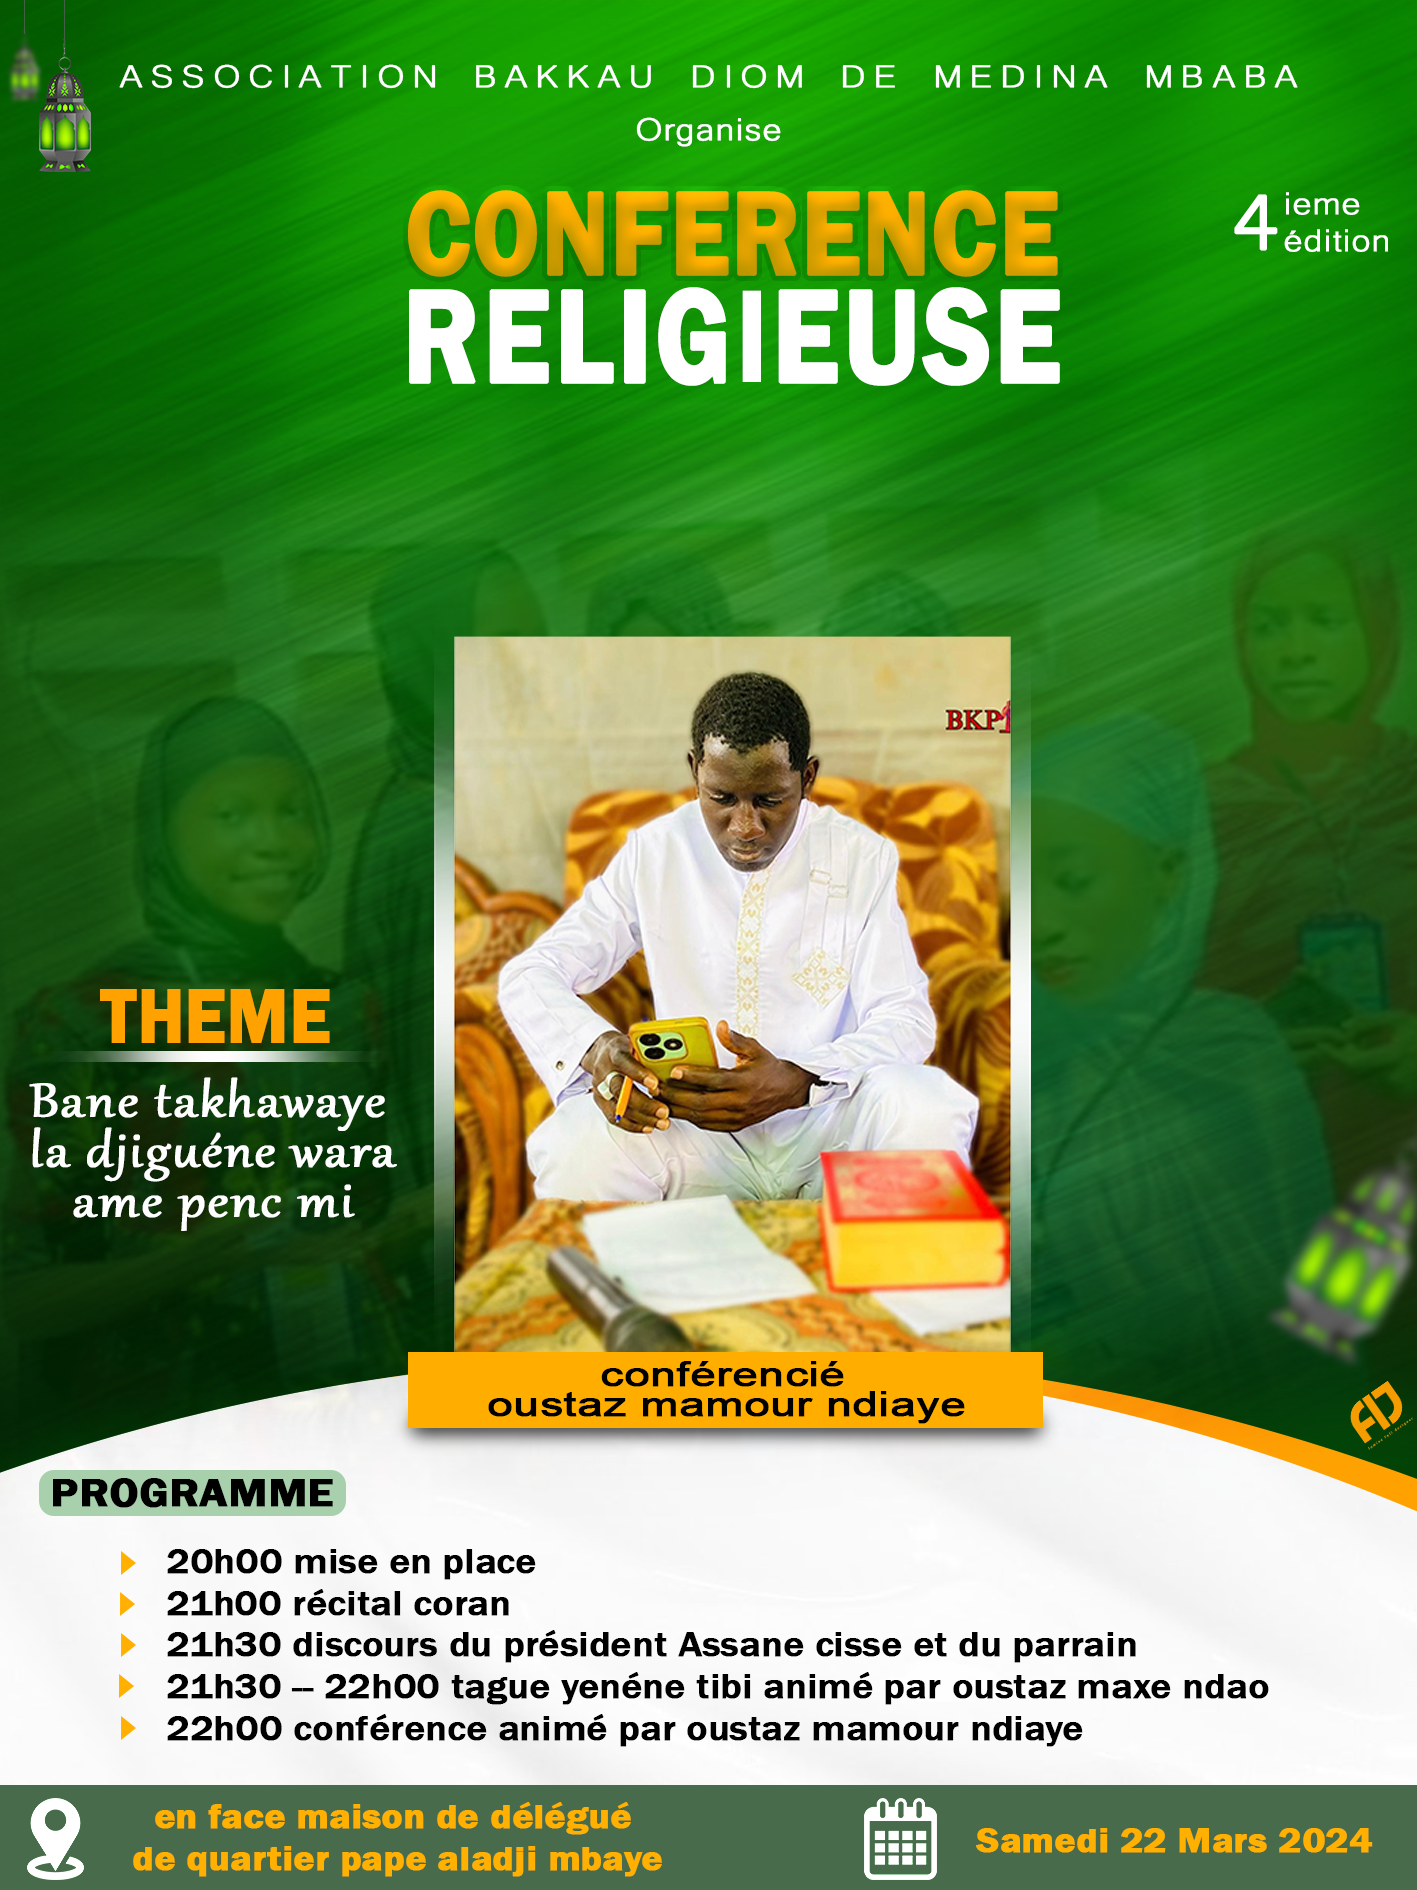 ASSOCIATION BAKKAU DIOM DE MEDINA MBABA
Organise
CONFERENCE
RELIGIEUSE
4 ieme
édition
BKP
THEME
Bane takhawaye
la djiguéne wara
ame penc mi
conférencié
oustaz mamour ndiaye
PROGRAMME
20h00 mise en place
21h00 récital coran
21h30 discours du président Assane cisse et du parrain
21h30 -- 22h00 tague yenéne tibi animé par oustaz maxe ndao
22h00 conférence animé par oustaz mamour ndiaye
en face maison de délégué
de quartier pape aladji mbaye
Samedi 22 Mars 2024